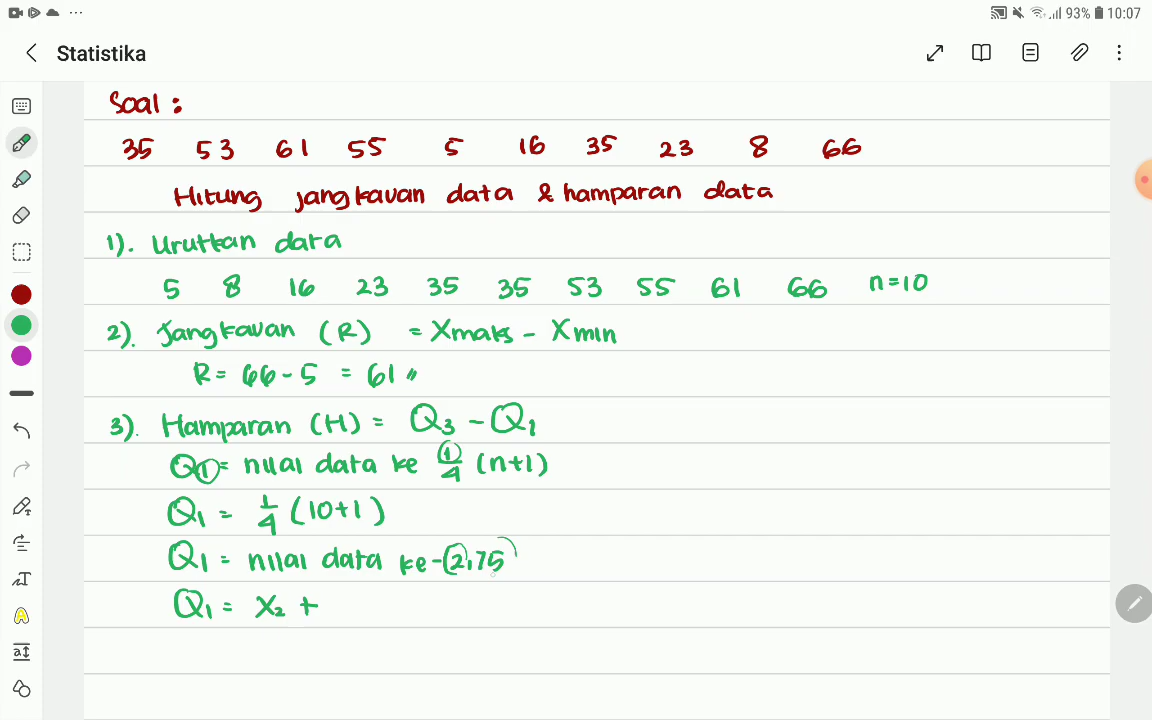 93% 10:07
Statistika
Soal :
35 53 61 55 5 16 35 23 8 66
Hitung jangkauan data & hamparan data
1). Urutkan data
5 8 16 23 35 35 53 55 61 66 n=10
2). Jangkauan (R) = Xmaks - Xmin
R = 66 - 5 = 61 //
3). Hamparan (H) = Q₃ - Q₁
Q₁ = nilai data ke 1/4 (n+1)
Q₁ = 1/4 (10+1)
Q₁ = nilai data ke-2,75
Q₁ = X₂ +